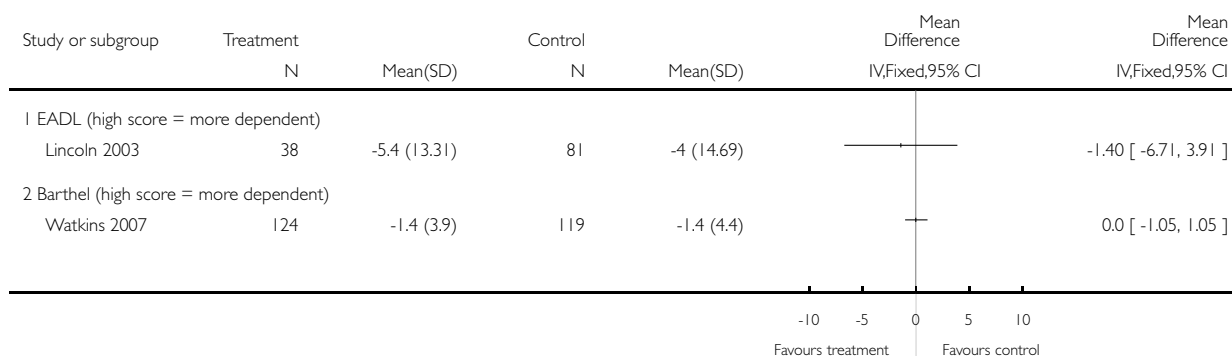 Study or subgroup Treatment Control Mean Difference Mean Difference
N Mean(SD) N Mean(SD) IV,Fixed,95% CI IV,Fixed,95% CI
1 EADL (high score = more dependent)
Lincoln 2003 38 -5.4 (13.31) 81 -4 (14.69) -1.40 [ -6.71, 3.91 ]
2 Barthel (high score = more dependent)
Watkins 2007 124 -1.4 (3.9) 119 -1.4 (4.4) 0.0 [ -1.05, 1.05 ]
-10 -5 0 5 10
Favours treatment Favours control